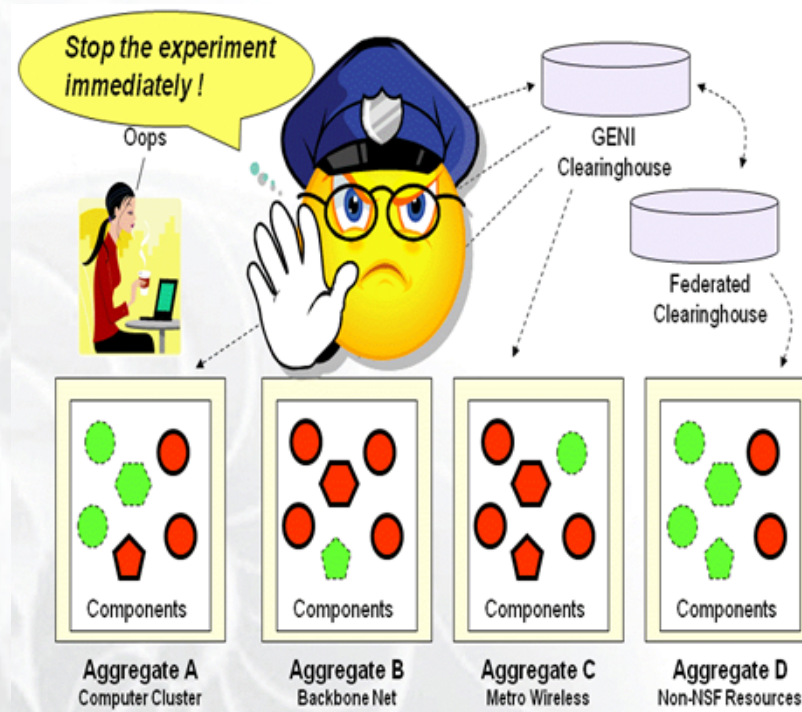 Stop the experiment
immediately !
Oops
GENI
Clearinghouse
Federated
Clearinghouse
Components
Components
Components
Components
Aggregate A
Computer Cluster
Aggregate B
Backbone Net
Aggregate C
Metro Wireless
Aggregate D
Non-NSF Resources